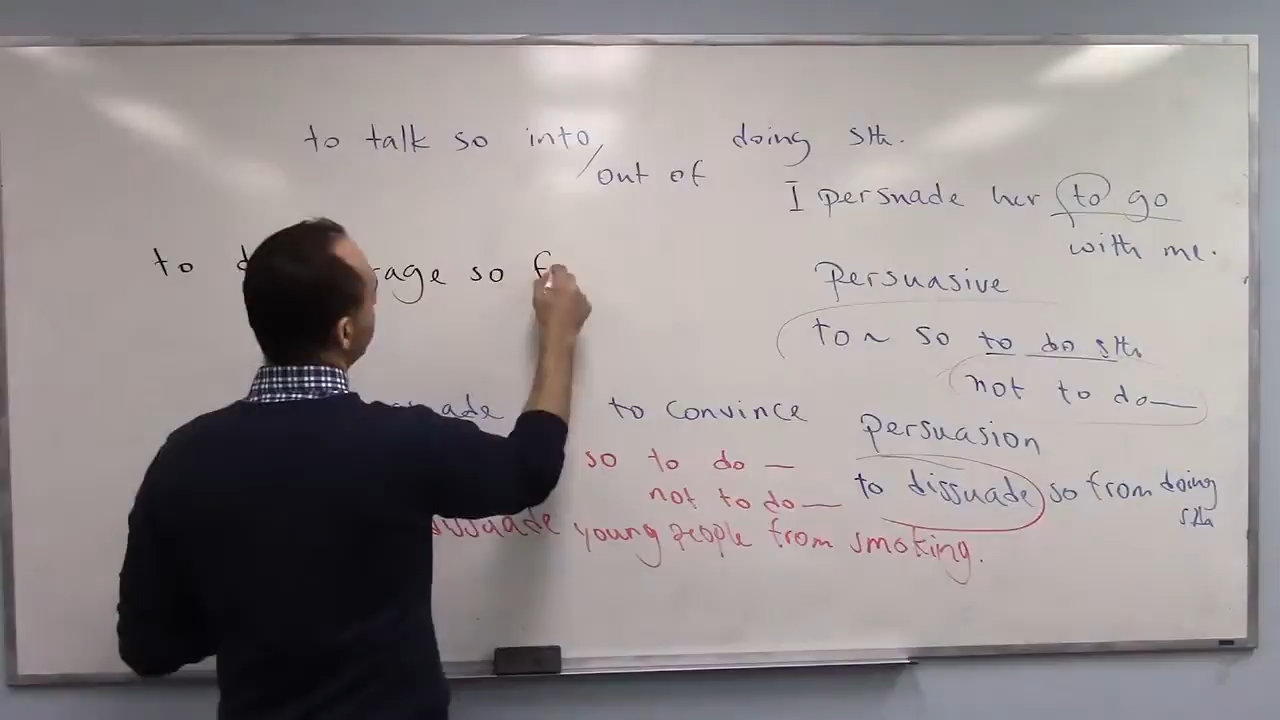 to talk so into/out of doing sth.
I persuade her to go
with me.
to d rage so f
Persuasive
to ~ so to do sth
not to do—
uade to convince
Persuasion
so to do —
not to do—
to dissuade so from doing
sth
dissuade young people from smoking.